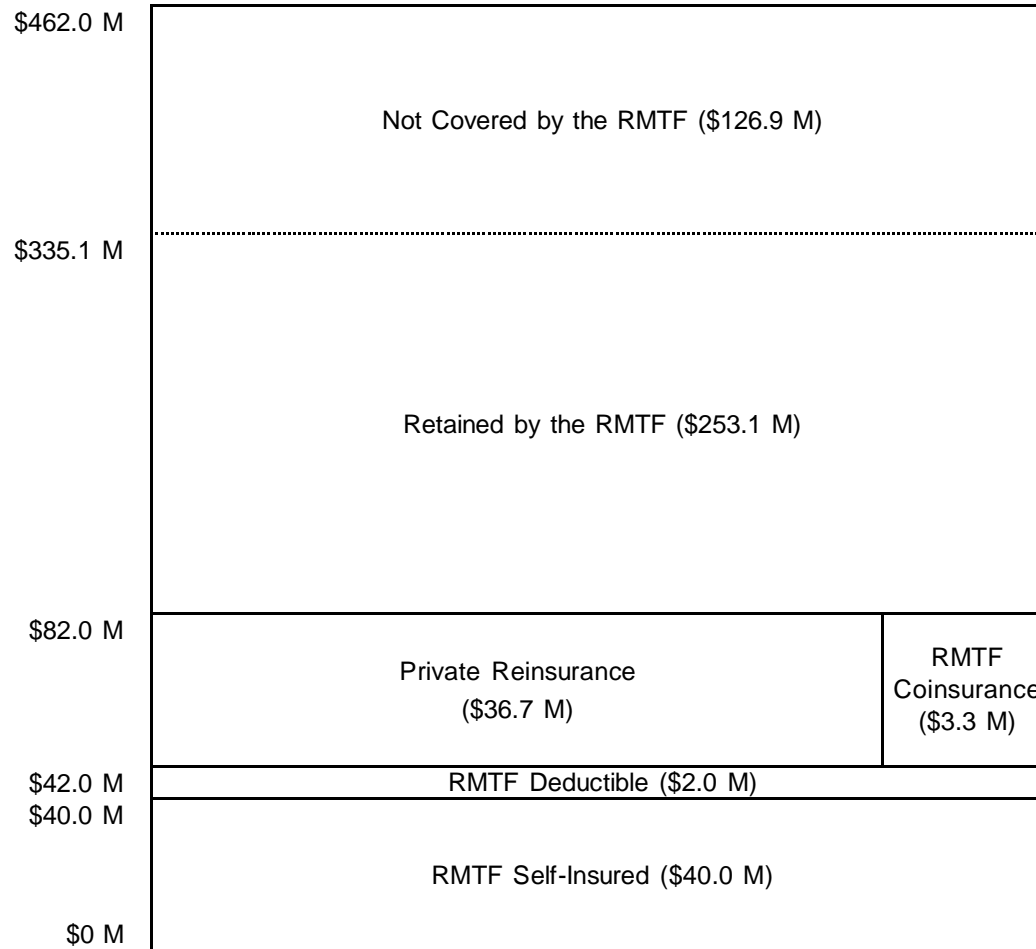 $462.0 M
Not Covered by the RMTF ($126.9 M)
$335.1 M
Retained by the RMTF ($253.1 M)
$82.0 M
Private Reinsurance
($36.7 M)
RMTF
Coinsurance
($3.3 M)
$42.0 M
RMTF Deductible ($2.0 M)
$40.0 M
RMTF Self-Insured ($40.0 M)
$0 M